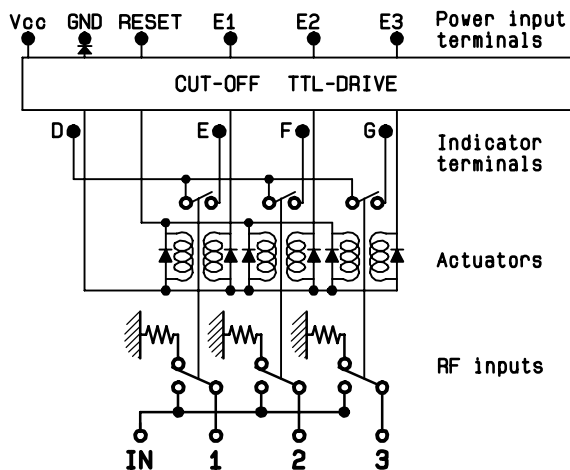 Vcc GND RESET E1 E2 E3 Power input terminals
CUT-OFF TTL-DRIVE
D E F G Indicator terminals
Actuators
RF inputs
IN 1 2 3